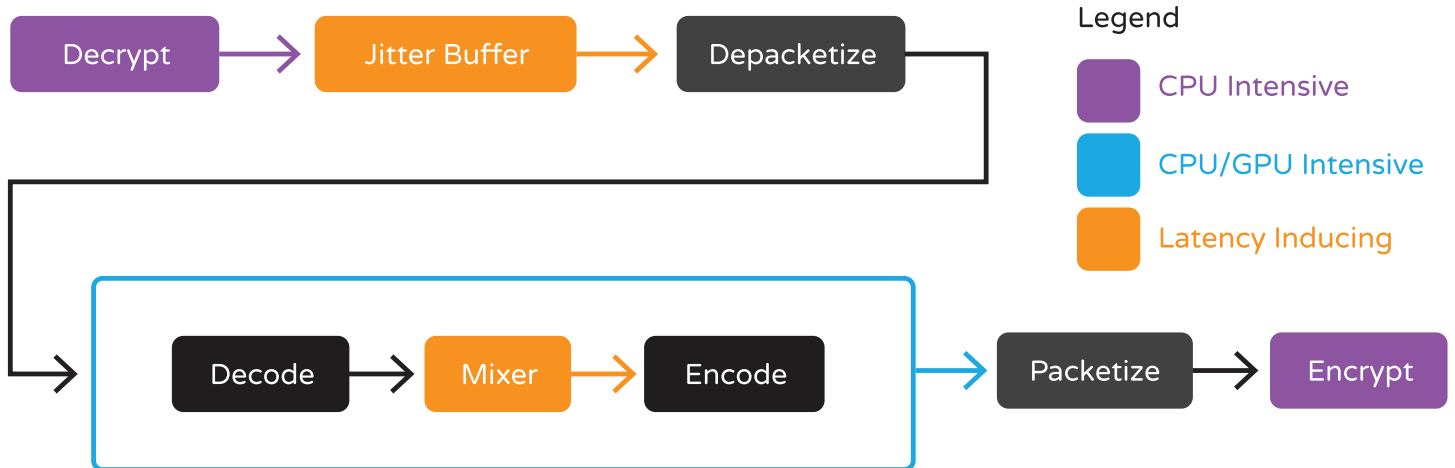 Decrypt
Jitter Buffer
Depacketize
Legend
CPU Intensive
CPU/GPU Intensive
Latency Inducing
Decode
Mixer
Encode
Packetize
Encrypt